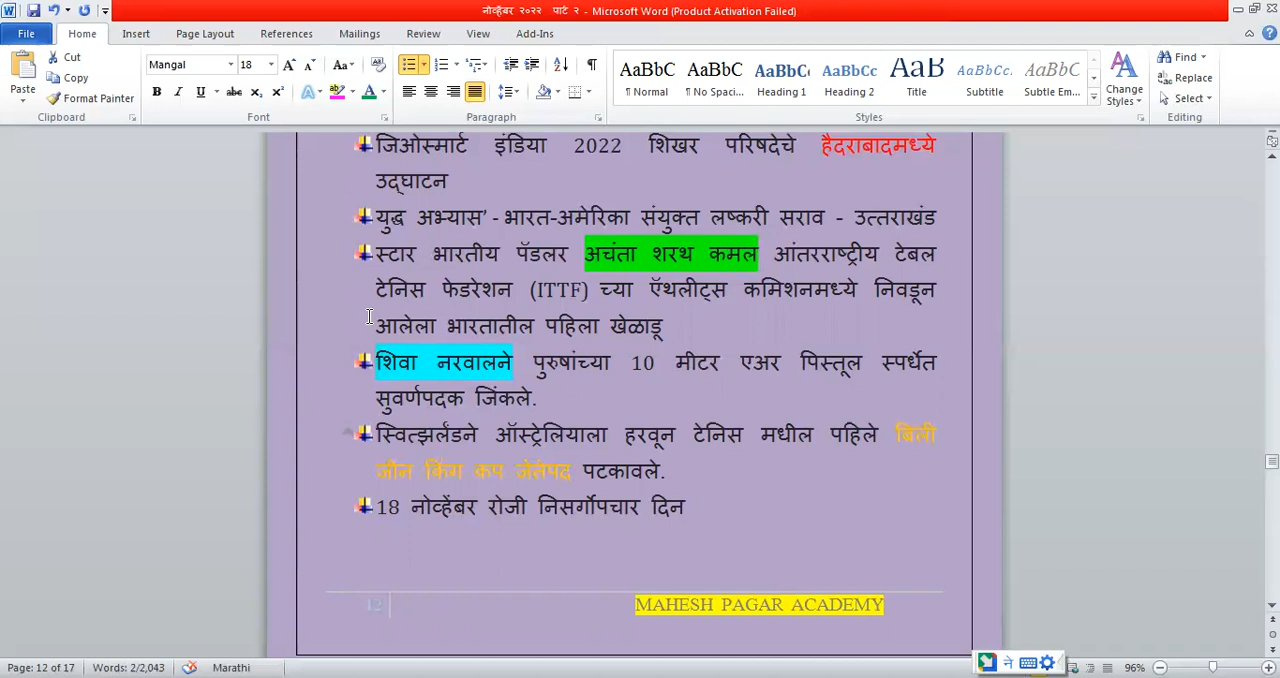 नोव्हेंबर २०२२ पार्ट २ - Microsoft Word (Product Activation Failed)
File Home Insert Page Layout References Mailings Review View Add-Ins
Paste Cut Copy Format Painter
Clipboard
Mangal 18
Font
Paragraph
AaBbC AaBbC AaBbCc AaBbCc AaB AaBbCc. AaBbC
Normal No Spaci... Heading 1 Heading 2 Title Subtitle Subtle Em...
Change Styles
Styles
Find Replace Select
Editing
जिओस्मार्ट इंडिया 2022 शिखर परिषदेचे हैदराबादमध्ये
उद्घाटन
युद्ध अभ्यास' - भारत-अमेरिका संयुक्त लष्करी सराव - उत्तराखंड
स्टार भारतीय पॅडलर अचंता शरथ कमल आंतरराष्ट्रीय टेबल
टेनिस फेडरेशन (ITTF) च्या ऍथलीट्स कमिशनमध्ये निवडून
आलेला भारतातील पहिला खेळाडू
शिवा नरवालने पुरुषांच्या 10 मीटर एअर पिस्तूल स्पर्धेत
सुवर्णपदक जिंकले.
स्वित्झर्लंडने ऑस्ट्रेलियाला हरवून टेनिस मधील पहिले बिली
जीन किंग कप जेतेपद पटकावले.
18 नोव्हेंबर रोजी निसर्गोपचार दिन
12 MAHESH PAGAR ACADEMY
Page: 12 of 17 Words: 2/2,043 Marathi ने 96%